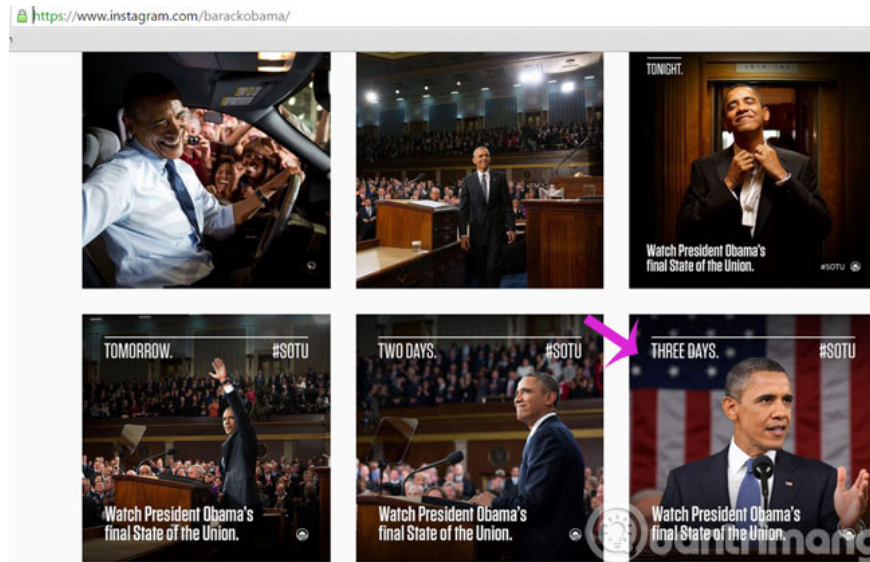 https://www.instagram.com/barackobama/
TONIGHT.
Watch President Obama's
final State of the Union.
#SOTU
TOMORROW. #SOTU
Watch President Obama's
final State of the Union.
TWO DAYS. #SOTU
Watch President Obama's
final State of the Union.
THREE DAYS. #SOTU
Watch President Obama's
final State of the Union.
quantrimang